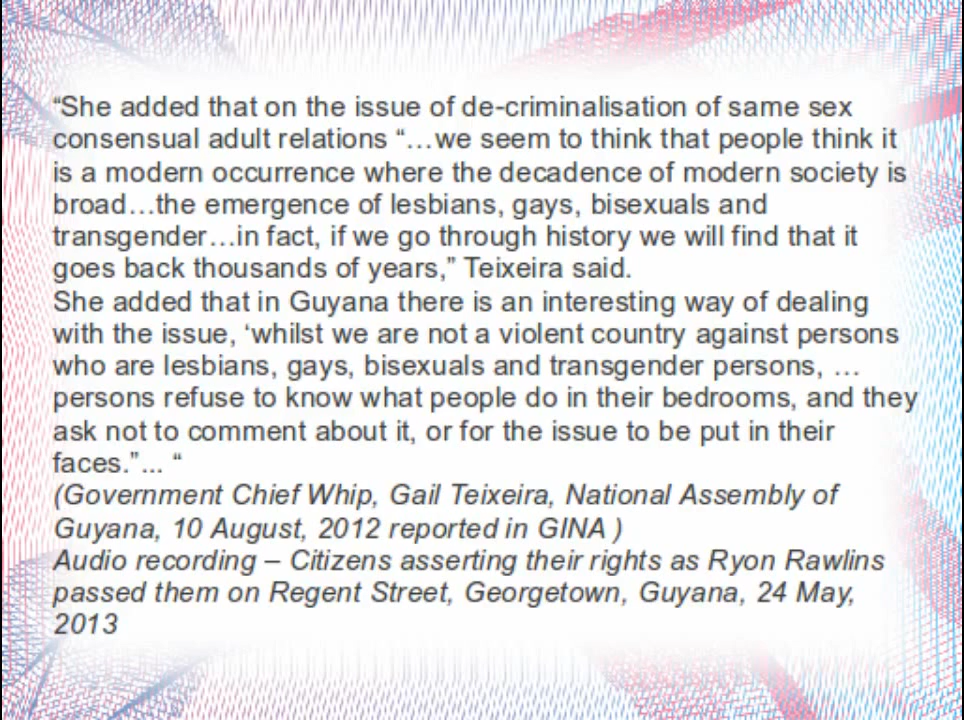 “She added that on the issue of de-criminalisation of same sex
consensual adult relations “…we seem to think that people think it
is a modern occurrence where the decadence of modern society is
broad…the emergence of lesbians, gays, bisexuals and
transgender…in fact, if we go through history we will find that it
goes back thousands of years,” Teixeira said.
She added that in Guyana there is an interesting way of dealing
with the issue, ‘whilst we are not a violent country against persons
who are lesbians, gays, bisexuals and transgender persons, …
persons refuse to know what people do in their bedrooms, and they
ask not to comment about it, or for the issue to be put in their
faces.”... “
(Government Chief Whip, Gail Teixeira, National Assembly of
Guyana, 10 August, 2012 reported in GINA )
Audio recording – Citizens asserting their rights as Ryon Rawlins
passed them on Regent Street, Georgetown, Guyana, 24 May,
2013